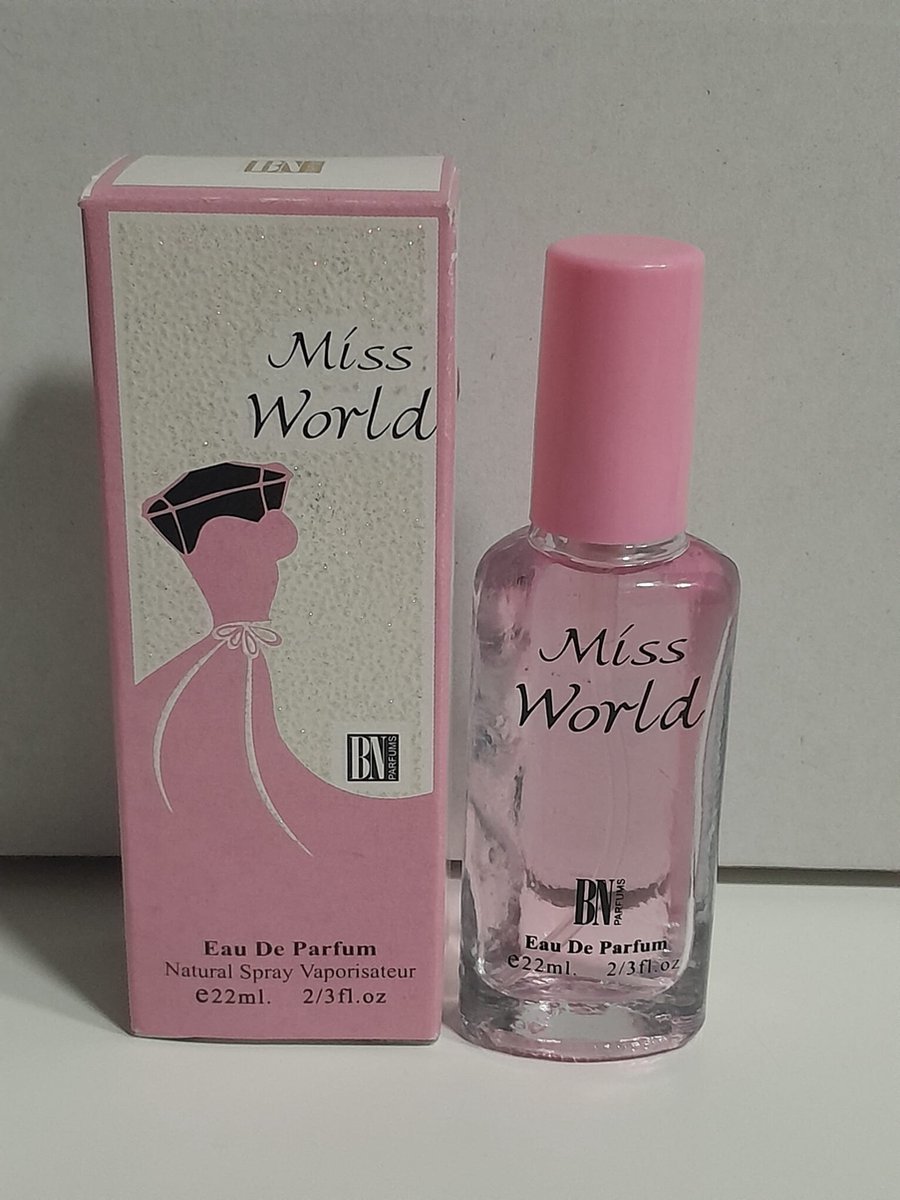 BN
Miss
World
BN
PARFUMS
Eau De Parfum
Natural Spray Vaporisateur
e22ml. 2/3fl.oz
Miss
World
BN
PARFUMS
Eau De Parfum
e22ml. 2/3fl.oz